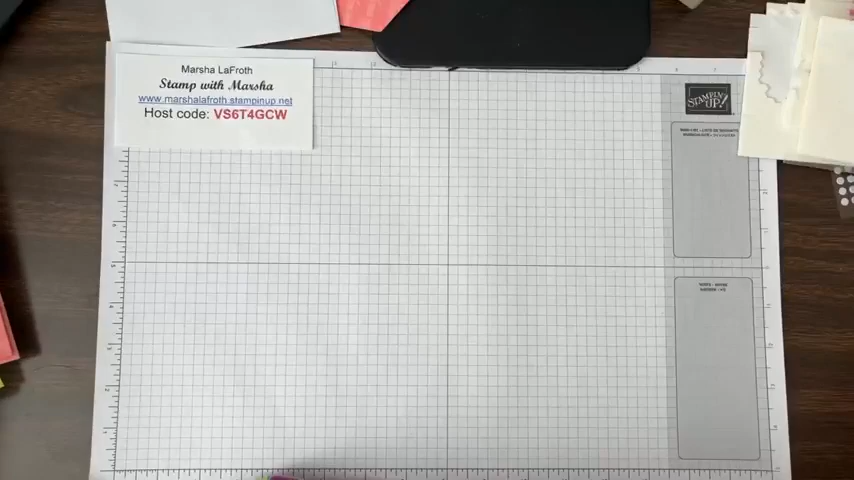 Marsha LaFroth
Stamp with Marsha
www.marshalafroth.stampinup.net
Host code: VS6T4GCW
STAMPIN' UP!